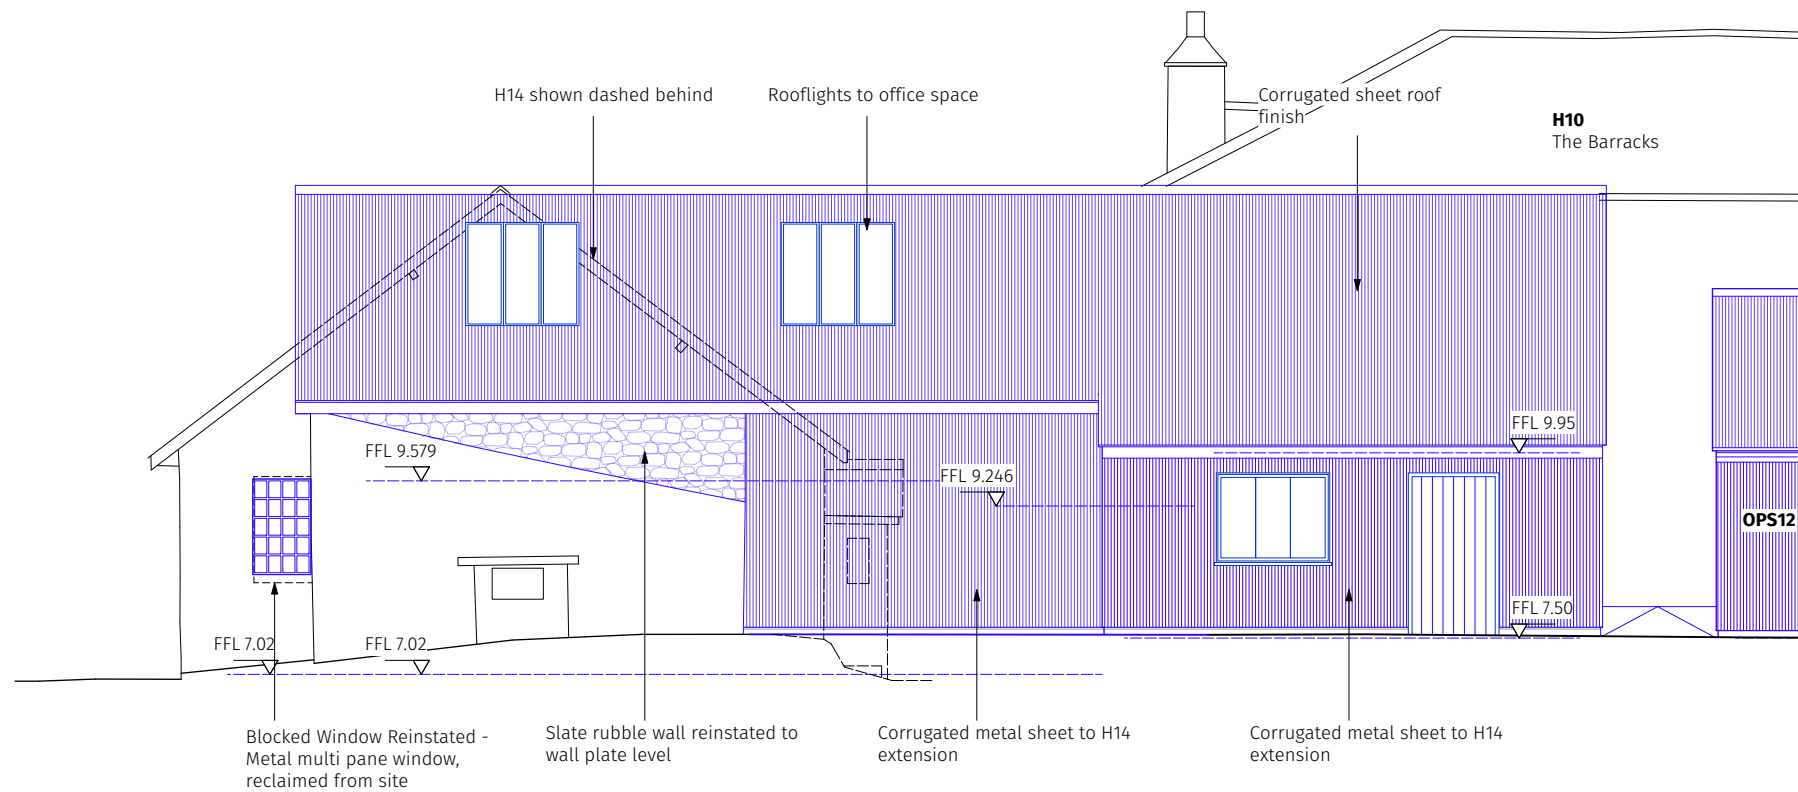 H14 shown dashed behind
Rooflights to office space
Corrugated sheet roof
finish
H10
The Barracks
FFL 9.95
FFL 9.579
FFL 9.246
OPS12
FFL 7.50
FFL 7.02
FFL 7.02
Blocked Window Reinstated -
Metal multi pane window,
reclaimed from site
Slate rubble wall reinstated to
wall plate level
Corrugated metal sheet to H14
extension
Corrugated metal sheet to H14
extension